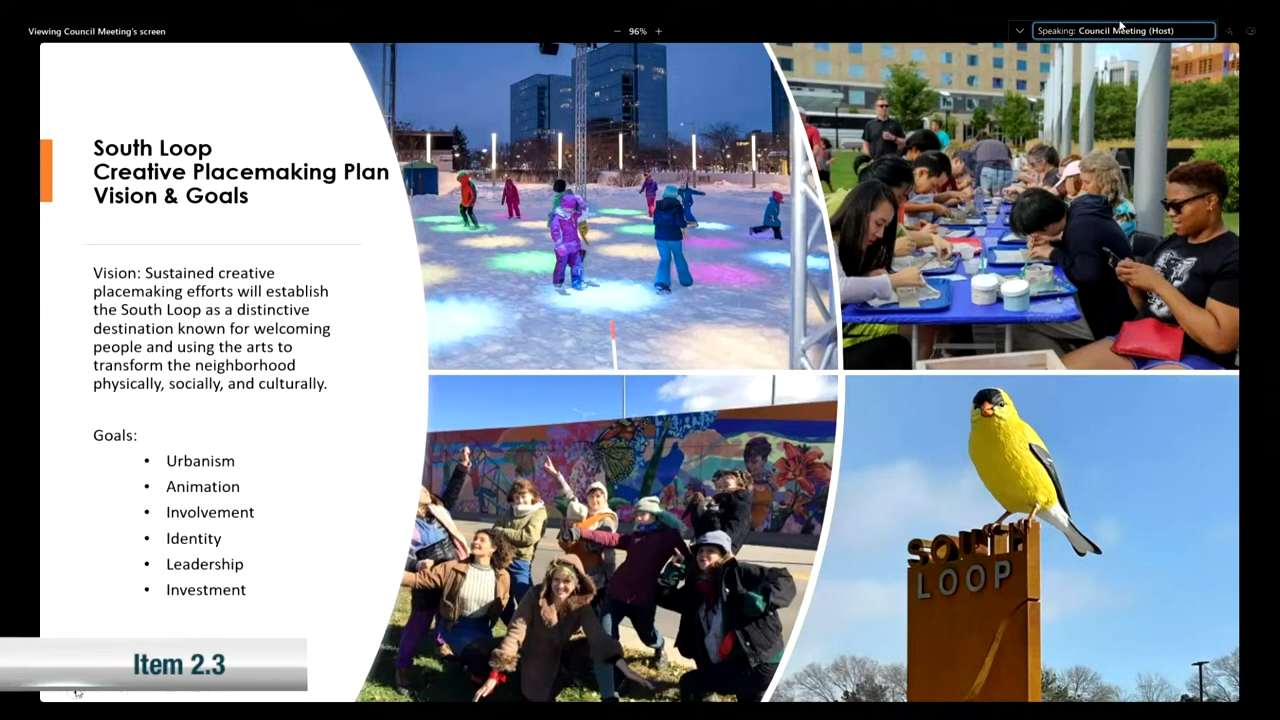 Viewing Council Meeting's screen
− 96% +
Speaking: Council Meeting (Host)
South Loop
Creative Placemaking Plan
Vision & Goals
Vision: Sustained creative
placemaking efforts will establish
the South Loop as a distinctive
destination known for welcoming
people and using the arts to
transform the neighborhood
physically, socially, and culturally.
Goals:
• Urbanism
• Animation
• Involvement
• Identity
• Leadership
• Investment
SOUTH
LOOP
Item 2.3